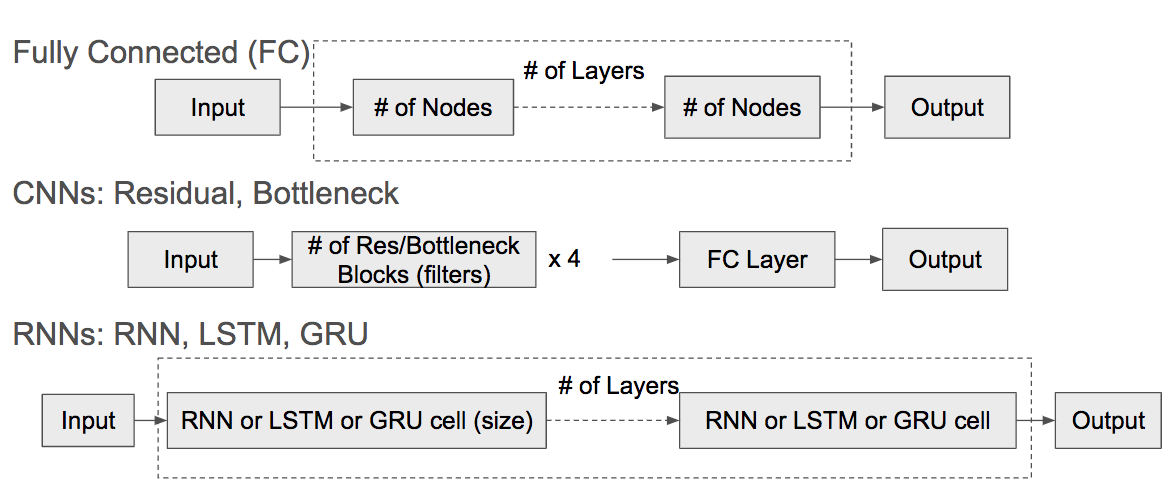 Fully Connected (FC)
# of Layers
Input
# of Nodes
# of Nodes
Output
CNNs: Residual, Bottleneck
Input
# of Res/Bottleneck
Blocks (filters)
x 4
FC Layer
Output
RNNs: RNN, LSTM, GRU
# of Layers
Input
RNN or LSTM or GRU cell (size)
RNN or LSTM or GRU cell
Output